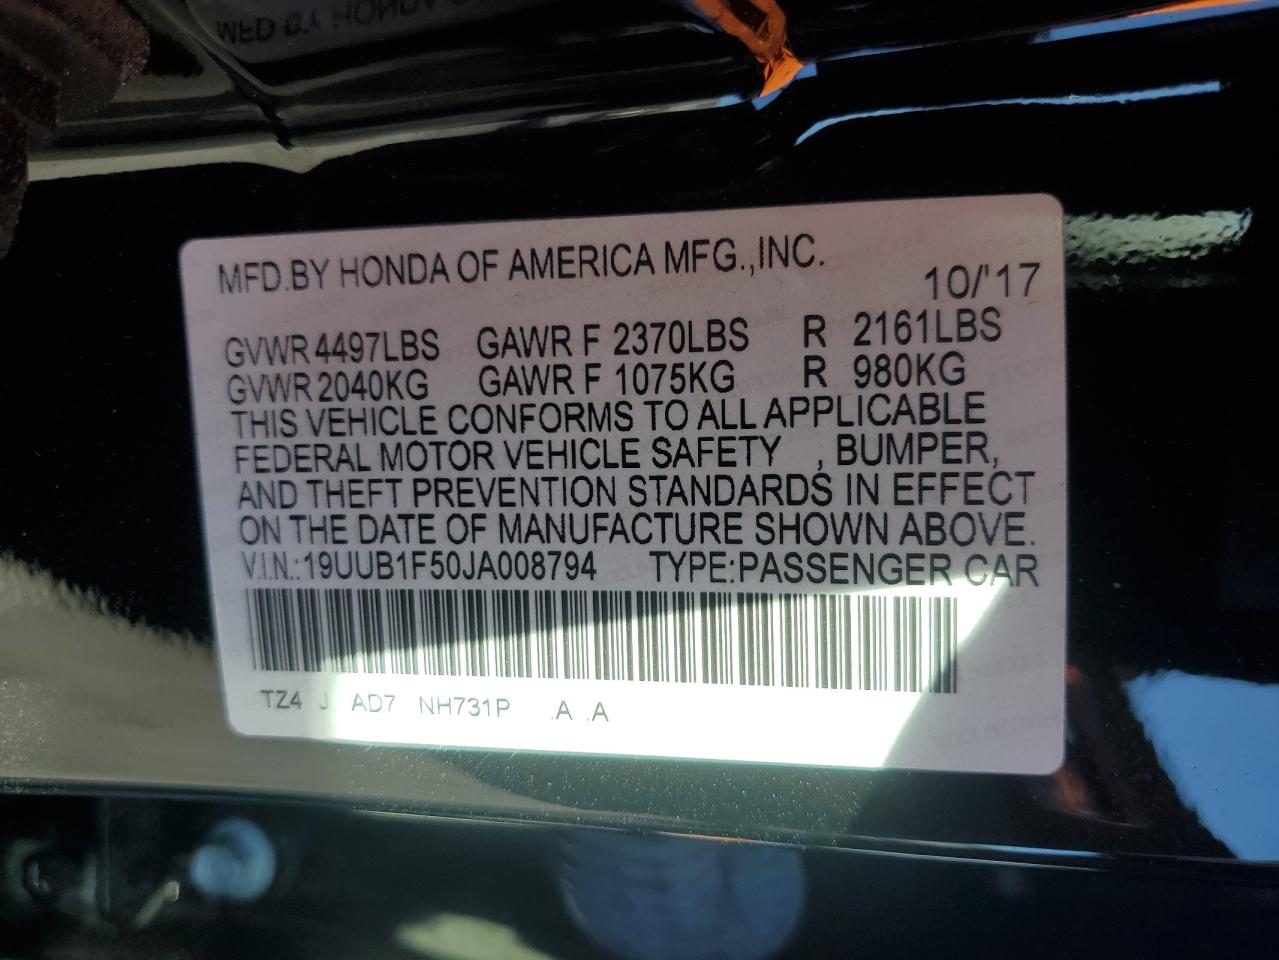 MFD.BY HONDA OF AMERICA MFG.,INC.
10/'17
GVWR 4497LBS GAWR F 2370LBS R 2161LBS
GVWR 2040KG GAWR F 1075KG R 980KG
THIS VEHICLE CONFORMS TO ALL APPLICABLE
FEDERAL MOTOR VEHICLE SAFETY , BUMPER,
AND THEFT PREVENTION STANDARDS IN EFFECT
ON THE DATE OF MANUFACTURE SHOWN ABOVE.
V.I.N.:19UUB1F50JA008794 TYPE:PASSENGER CAR
TZ4 J AD7 NH731P .A .A